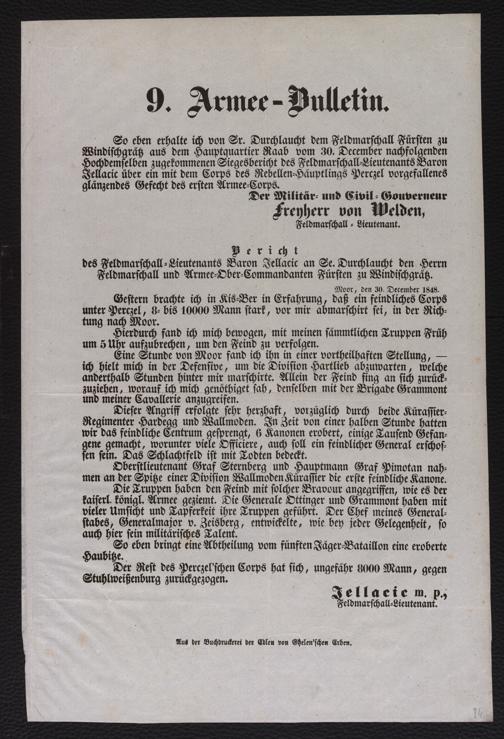 9. Armee-Bulletin.
So eben erhalte ich von Sr. Durchlaucht dem Feldmarschall Fürsten zu
Windischgrätz aus dem Hauptquartier Raab vom 30. December nachfolgenden
Hochdemselben zugekommenen Siegesbericht des Feldmarschall-Lieutenants Baron
Jellacic über ein mit dem Corps des Rebellen-Häuptlings Perczel vorgefallenes
glänzendes Gefecht des ersten Armee-Corps.
Der Militär- und Civil-Gouverneur
Freyherr von Welden,
Feldmarschall-Lieutenant.
Bericht
des Feldmarschall-Lieutenants Baron Jellacic an Se. Durchlaucht den Herrn
Feldmarschall und Armee-Ober-Commandanten Fürsten zu Windischgrätz.
Moor, den 30. December 1848.
Gestern brachte ich in Kis-Ber in Erfahrung, daß ein feindliches Corps
unter Perczel, 8- bis 10000 Mann stark, vor mir abmarschirt sei, in der Rich-
tung nach Moor.
Hierdurch fand ich mich bewogen, mit meinen sämmtlichen Truppen Früh
um 5 Uhr aufzubrechen, um den Feind zu verfolgen.
Eine Stunde von Moor fand ich ihn in einer vortheilhaften Stellung, —
ich hielt mich in der Defensive, um die Division Hartlieb abzuwarten, welche
anderthalb Stunden hinter mir marschirte. Allein der Feind fing an sich zurück-
zuziehen, worauf ich mich genöthiget sah, denselben mit der Brigade Grammont
und meiner Cavallerie anzugreifen.
Dieser Angriff erfolgte sehr herzhaft, vorzüglich durch beide Kürassier-
Regimenter Hardegg und Wallmoden. In Zeit von einer halben Stunde hatten
wir das feindliche Centrum gesprengt, 6 Kanonen erobert, einige Tausend Gefan-
gene gemacht, worunter viele Officiere, auch soll ein feindlicher General erschos-
sen sein. Das Schlachtfeld ist mit Todten bedeckt.
Oberstlieutenant Graf Sternberg und Hauptmann Graf Pimotan nah-
men an der Spitze einer Division Wallmoden Kürassier die erste feindliche Kanone.
Die Truppen haben den Feind mit solcher Bravour angegriffen, wie es der
kaiserl. königl. Armee geziemt. Die Generale Ottinger und Grammont haben mit
vieler Umsicht und Tapferkeit ihre Truppen geführt. Der Chef meines General-
stabes, Generalmajor v. Zeisberg, entwickelte, wie bey jeder Gelegenheit, so
auch hier sein militärisches Talent.
So eben bringt eine Abtheilung vom fünften Jäger-Bataillon eine eroberte
Haubitze.
Der Rest des Perczel'schen Corps hat sich, ungefähr 8000 Mann, gegen
Stuhlweißenburg zurückgezogen.
Jellacic m. p.,
Feldmarschall-Lieutenant.
Aus der Buchdruckerei der Edlen von Ghelen'schen Erben.